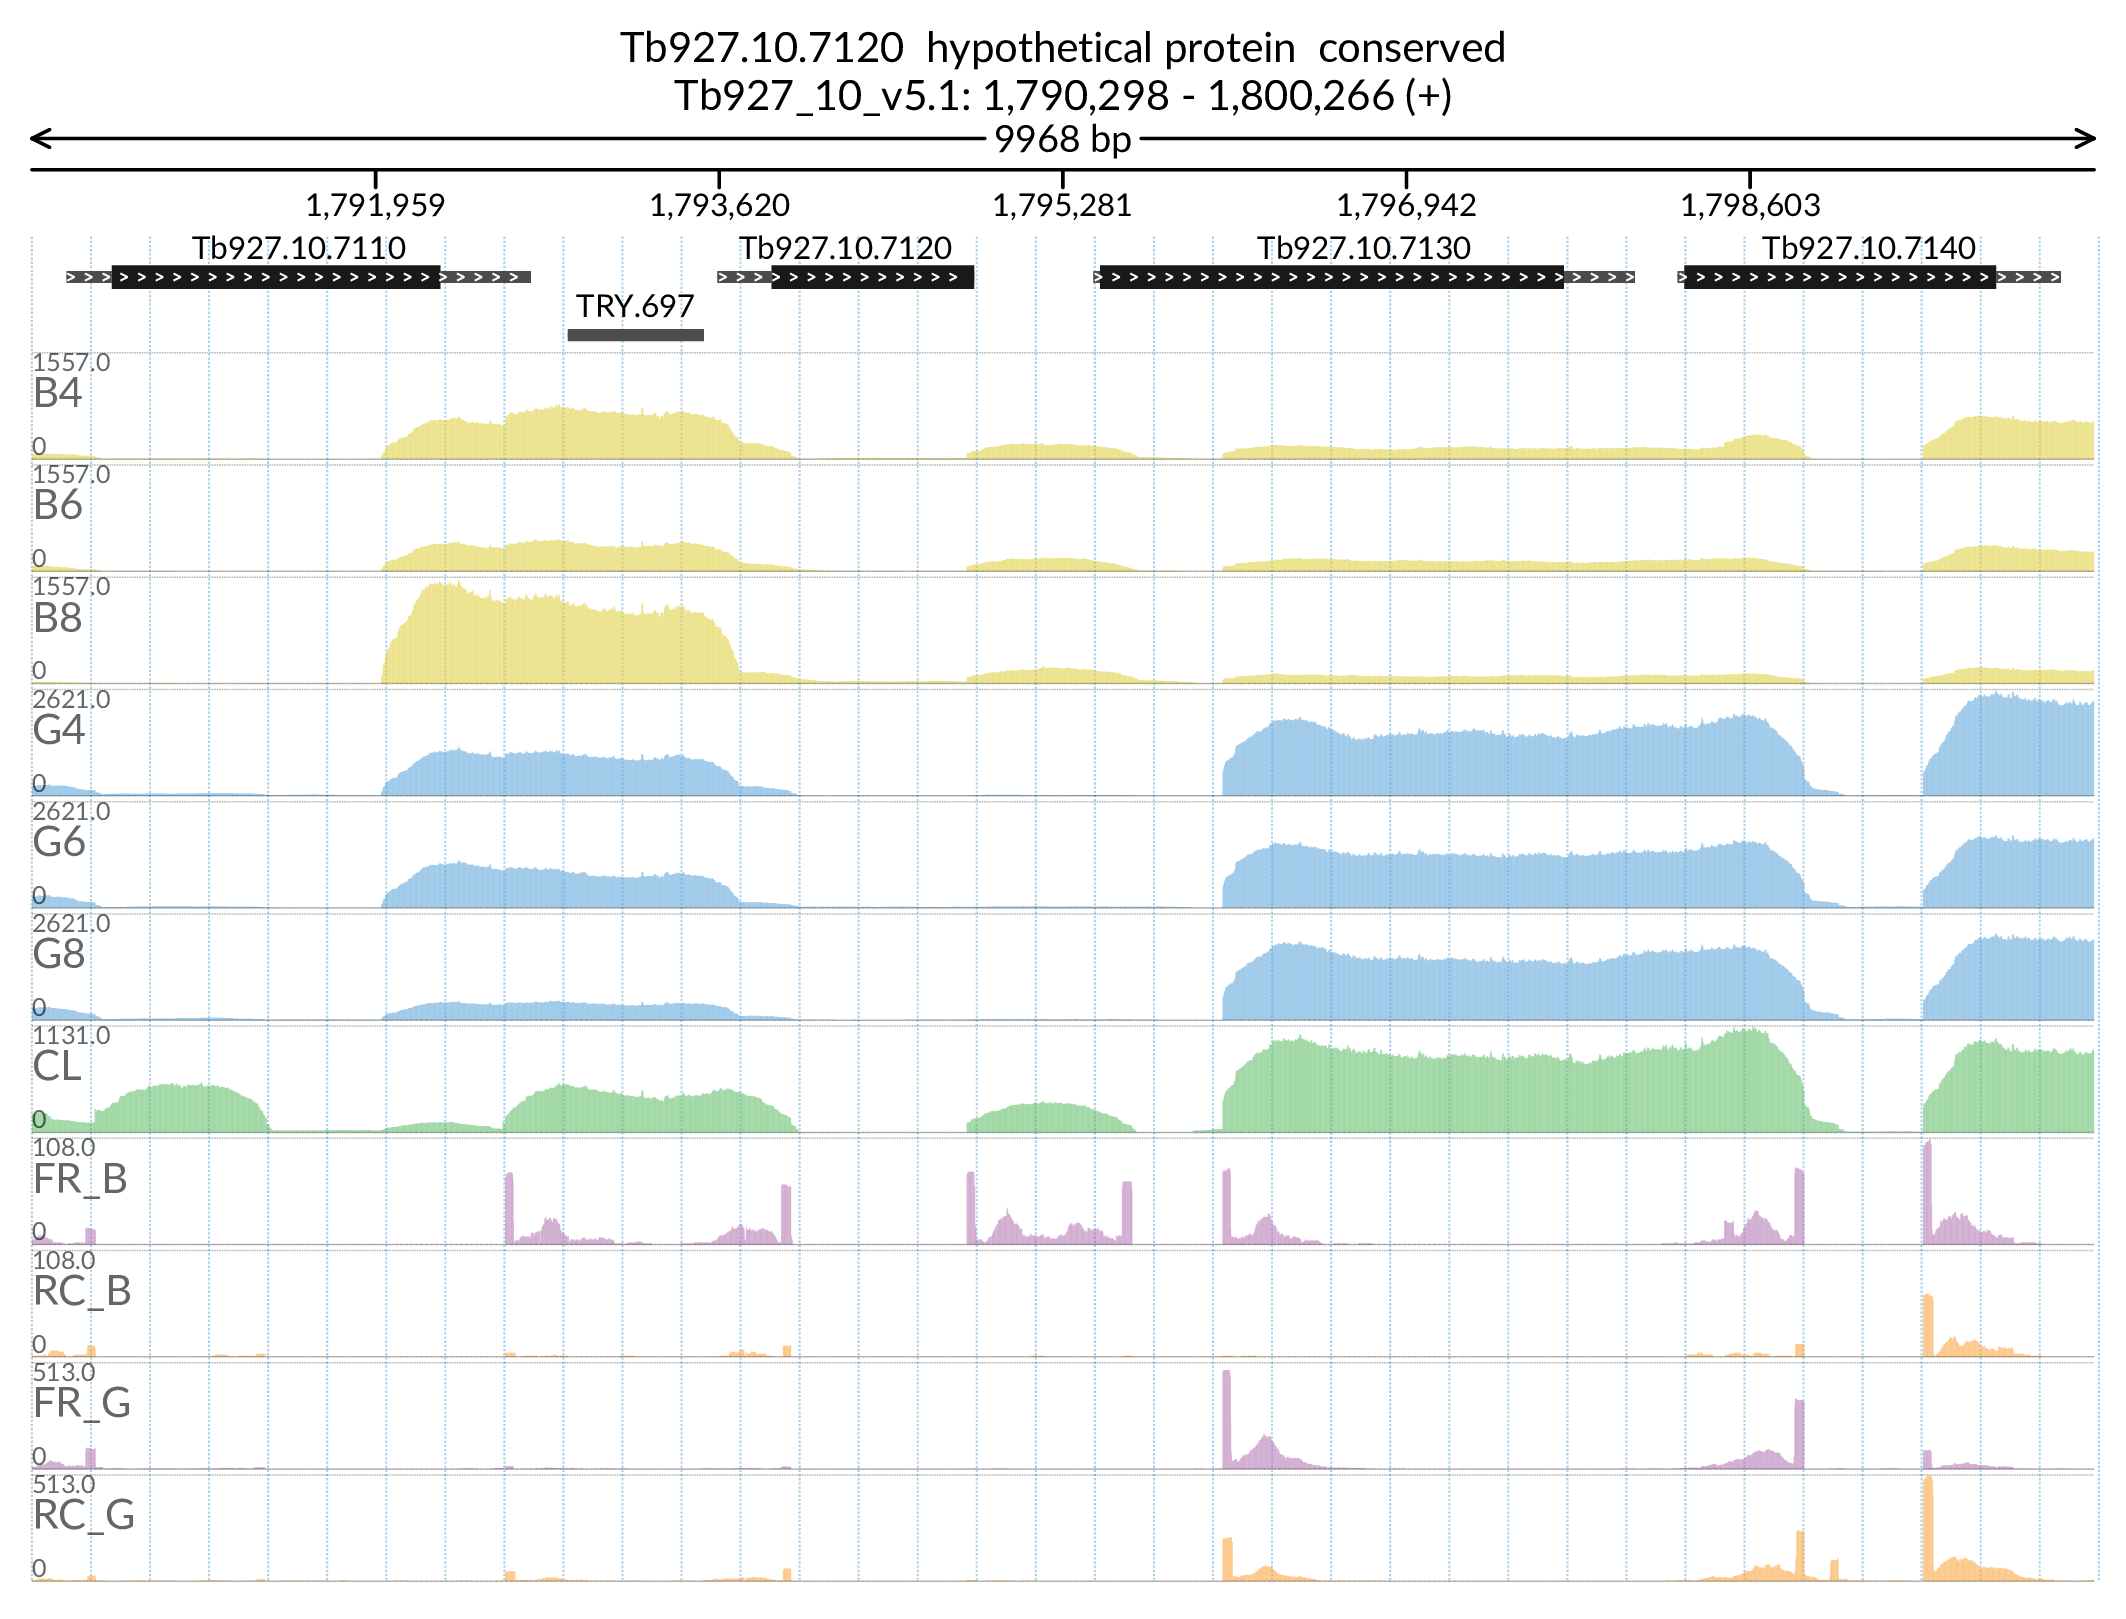 Tb927.10.7120 hypothetical protein conserved
Tb927_10_v5.1: 1,790,298 - 1,800,266 (+)
9968 bp
1,791,959 1,793,620 1,795,281 1,796,942 1,798,603
Tb927.10.7110 Tb927.10.7120 Tb927.10.7130 Tb927.10.7140
TRY.697
1557.0
B4
0
1557.0
B6
0
1557.0
B8
0
2621.0
G4
0
2621.0
G6
0
2621.0
G8
0
1131.0
CL
0
108.0
FR_B
0
108.0
RC_B
0
513.0
FR_G
0
513.0
RC_G
0